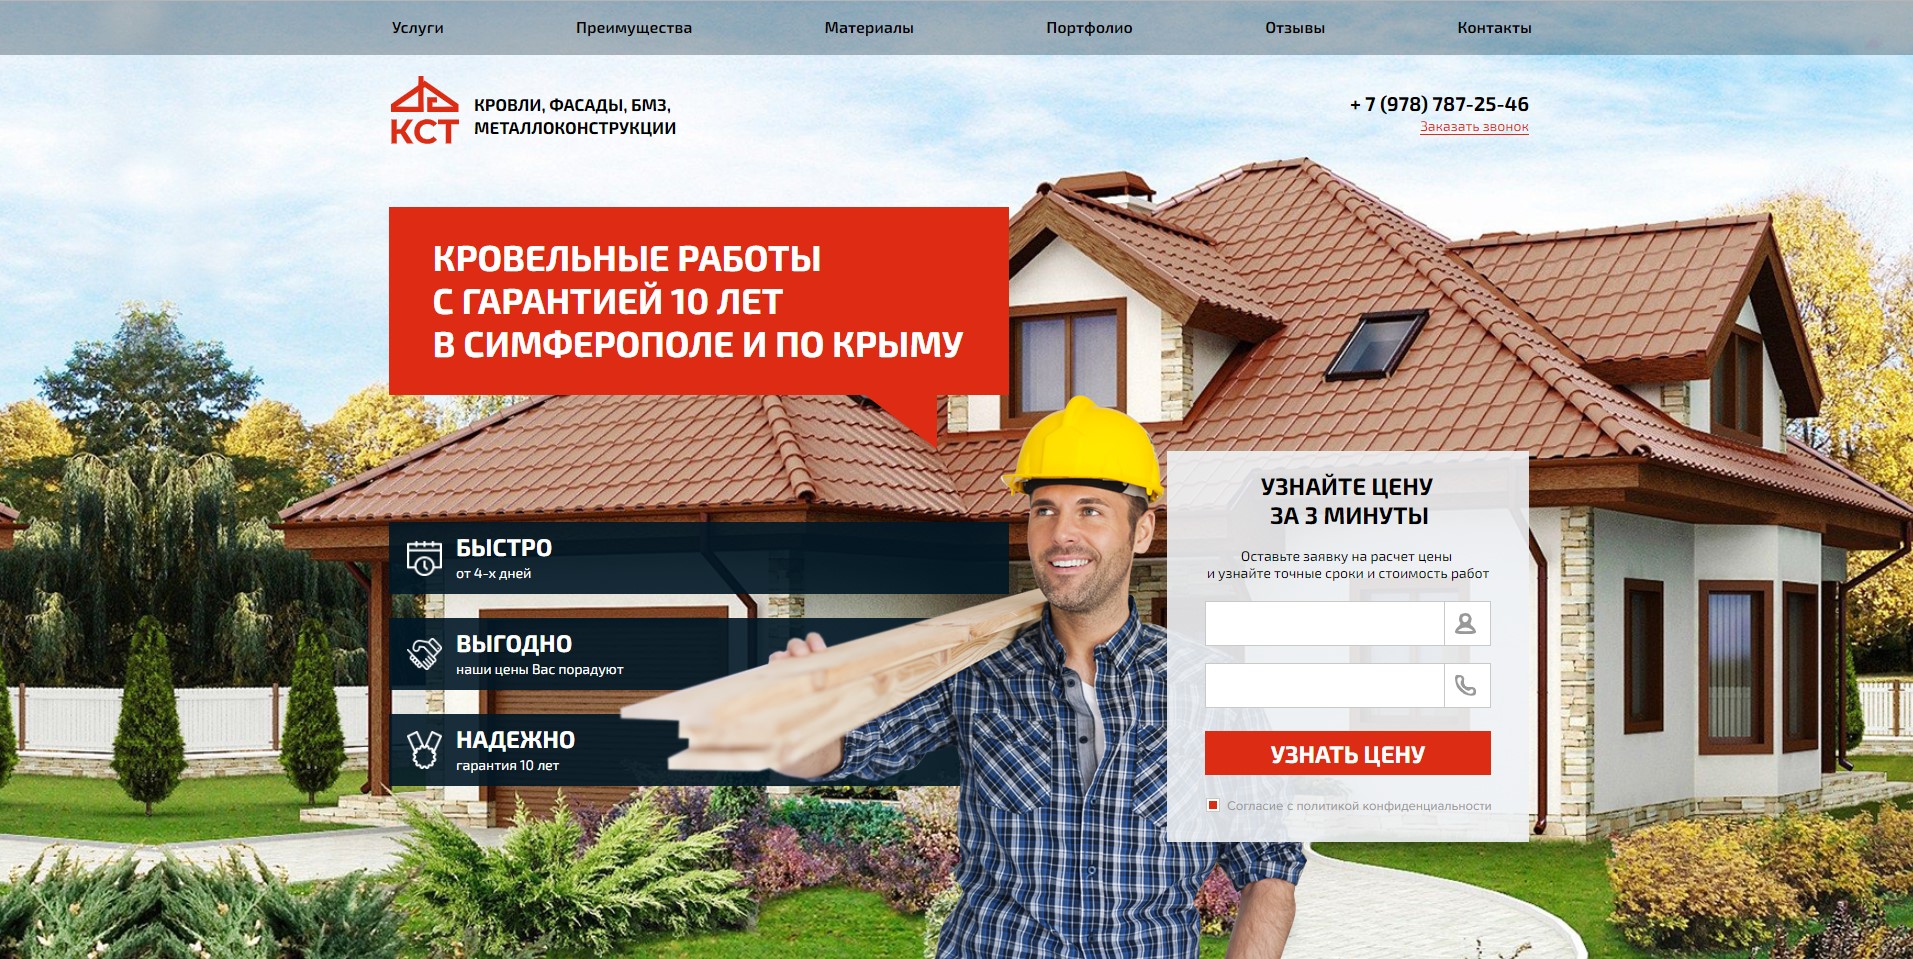 Услуги
Преимущества
Материалы
Портфолио
Отзывы
Контакты
КСТ
КРОВЛИ, ФАСАДЫ, БМЗ,
МЕТАЛЛОКОНСТРУКЦИИ
+ 7 (978) 787-25-46
Заказать звонок
КРОВЕЛЬНЫЕ РАБОТЫ
С ГАРАНТИЕЙ 10 ЛЕТ
В СИМФЕРОПОЛЕ И ПО КРЫМУ
БЫСТРО
от 4-х дней
ВЫГОДНО
наши цены Вас порадуют
НАДЕЖНО
гарантия 10 лет
УЗНАЙТЕ ЦЕНУ
ЗА 3 МИНУТЫ
Оставьте заявку на расчет цены
и узнайте точные сроки и стоимость работ
УЗНАТЬ ЦЕНУ
Согласие с политикой конфиденциальности